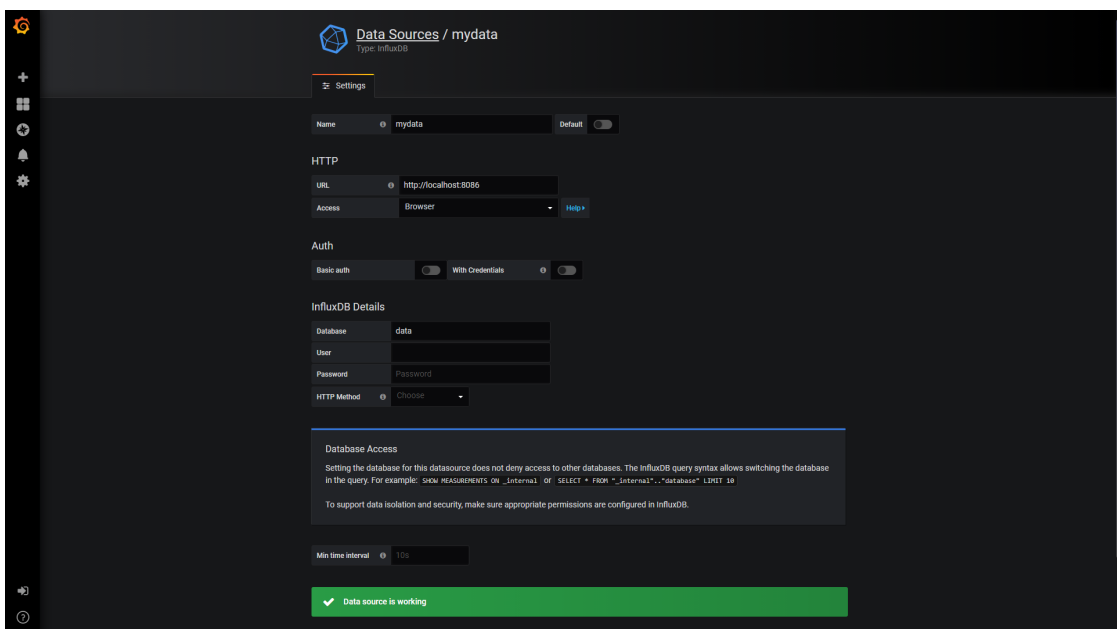 Data Sources / mydata
Type: InfluxDB
Settings
Name mydata Default
HTTP
URL http://localhost:8086
Access Browser Help
Auth
Basic auth With Credentials
InfluxDB Details
Database data
User
Password Password
HTTP Method Choose
Database Access
Setting the database for this datasource does not deny access to other databases. The InfluxDB query syntax allows switching the database
in the query. For example: SHOW MEASUREMENTS ON _internal or SELECT * FROM "_internal".."database" LIMIT 10
To support data isolation and security, make sure appropriate permissions are configured in InfluxDB.
Min time interval 10s
Data source is working